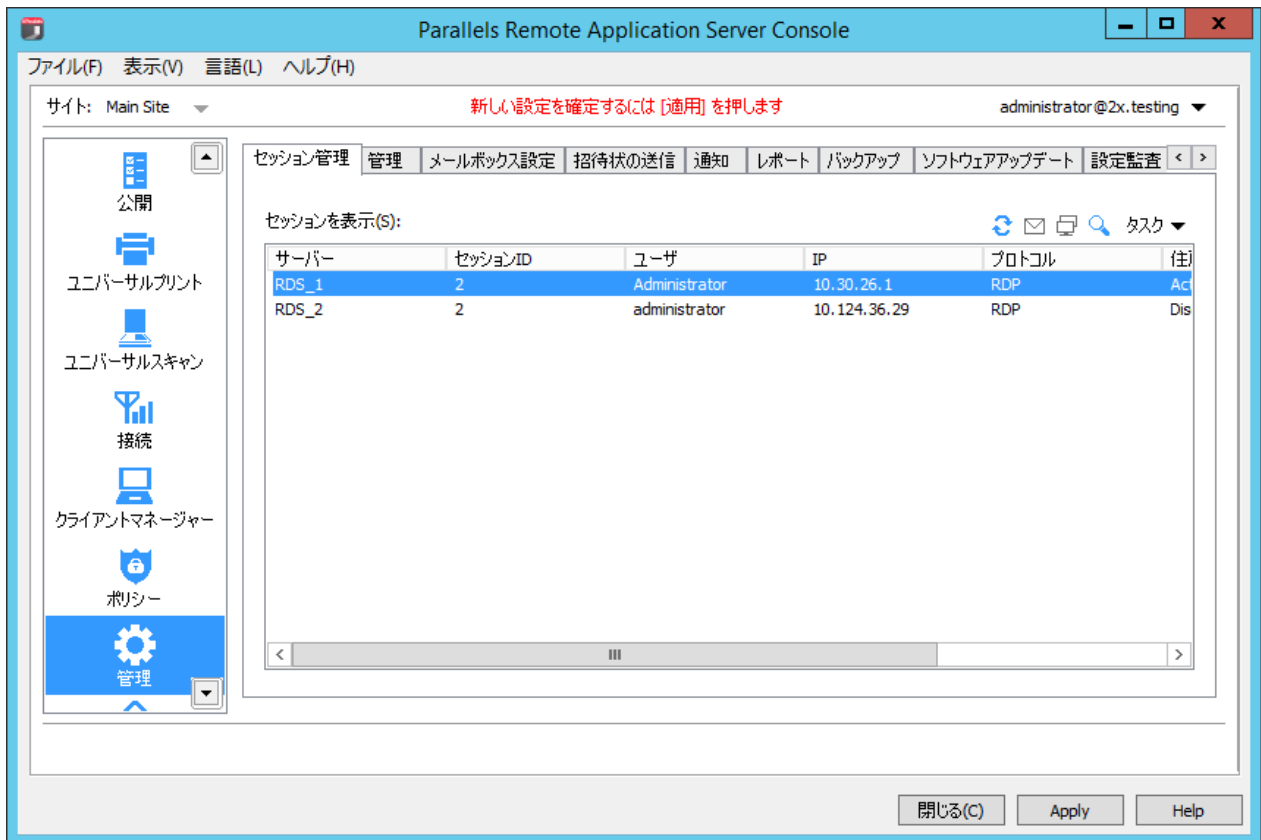 Parallels Remote Application Server Console
ファイル(F) 表示(V) 言語(L) ヘルプ(H)
サイト: Main Site 新しい設定を確定するには [適用] を押します administrator@2x.testing
セッション管理 管理 メールボックス設定 招待状の送信 通知 レポート バックアップ ソフトウェアアップデート 設定監査
公開
ユニバーサルプリント
ユニバーサルスキャン
接続
クライアントマネージャー
ポリシー
管理
セッションを表示(S): タスク
サーバー セッションID ユーザ IP プロトコル
RDS_1 2 Administrator 10.30.26.1 RDP Act
RDS_2 2 administrator 10.124.36.29 RDP Dis
閉じる(C) Apply Help